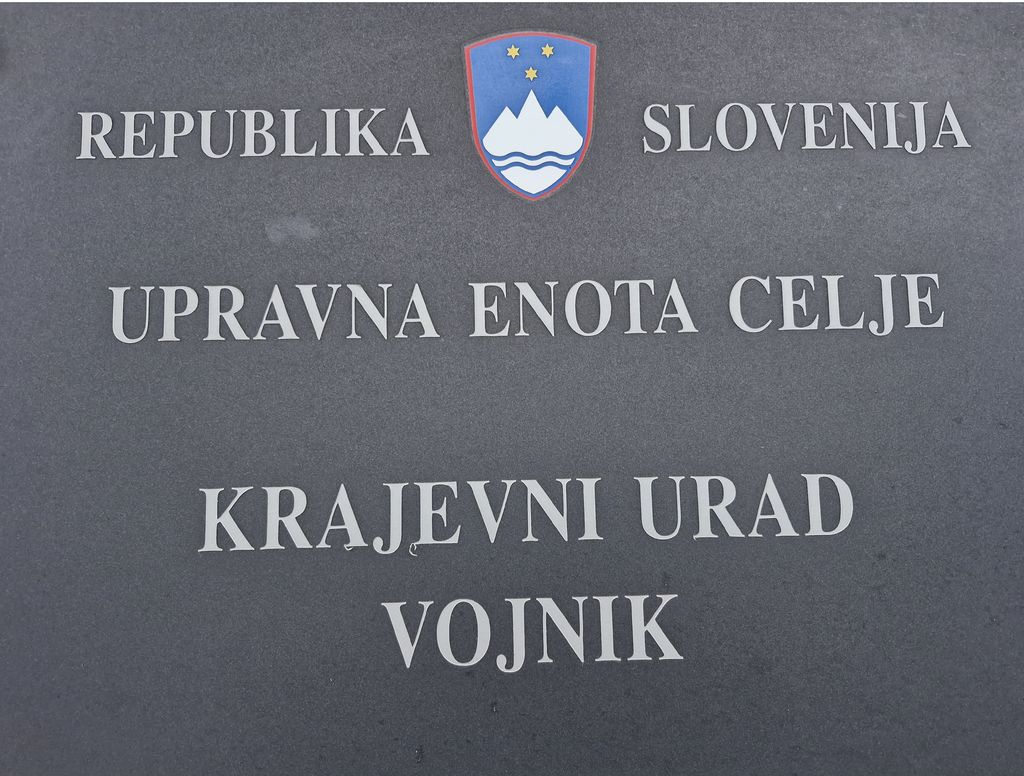 REPUBLIKA SLOVENIJA
UPRAVNA ENOTA CELJE
KRAJEVNI URAD
VOJNIK